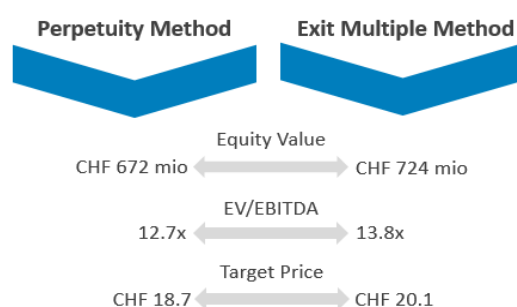 Perpetuity Method Exit Multiple Method
Equity Value
CHF 672 mio CHF 724 mio
EV/EBITDA
12.7x 13.8x
Target Price
CHF 18.7 CHF 20.1